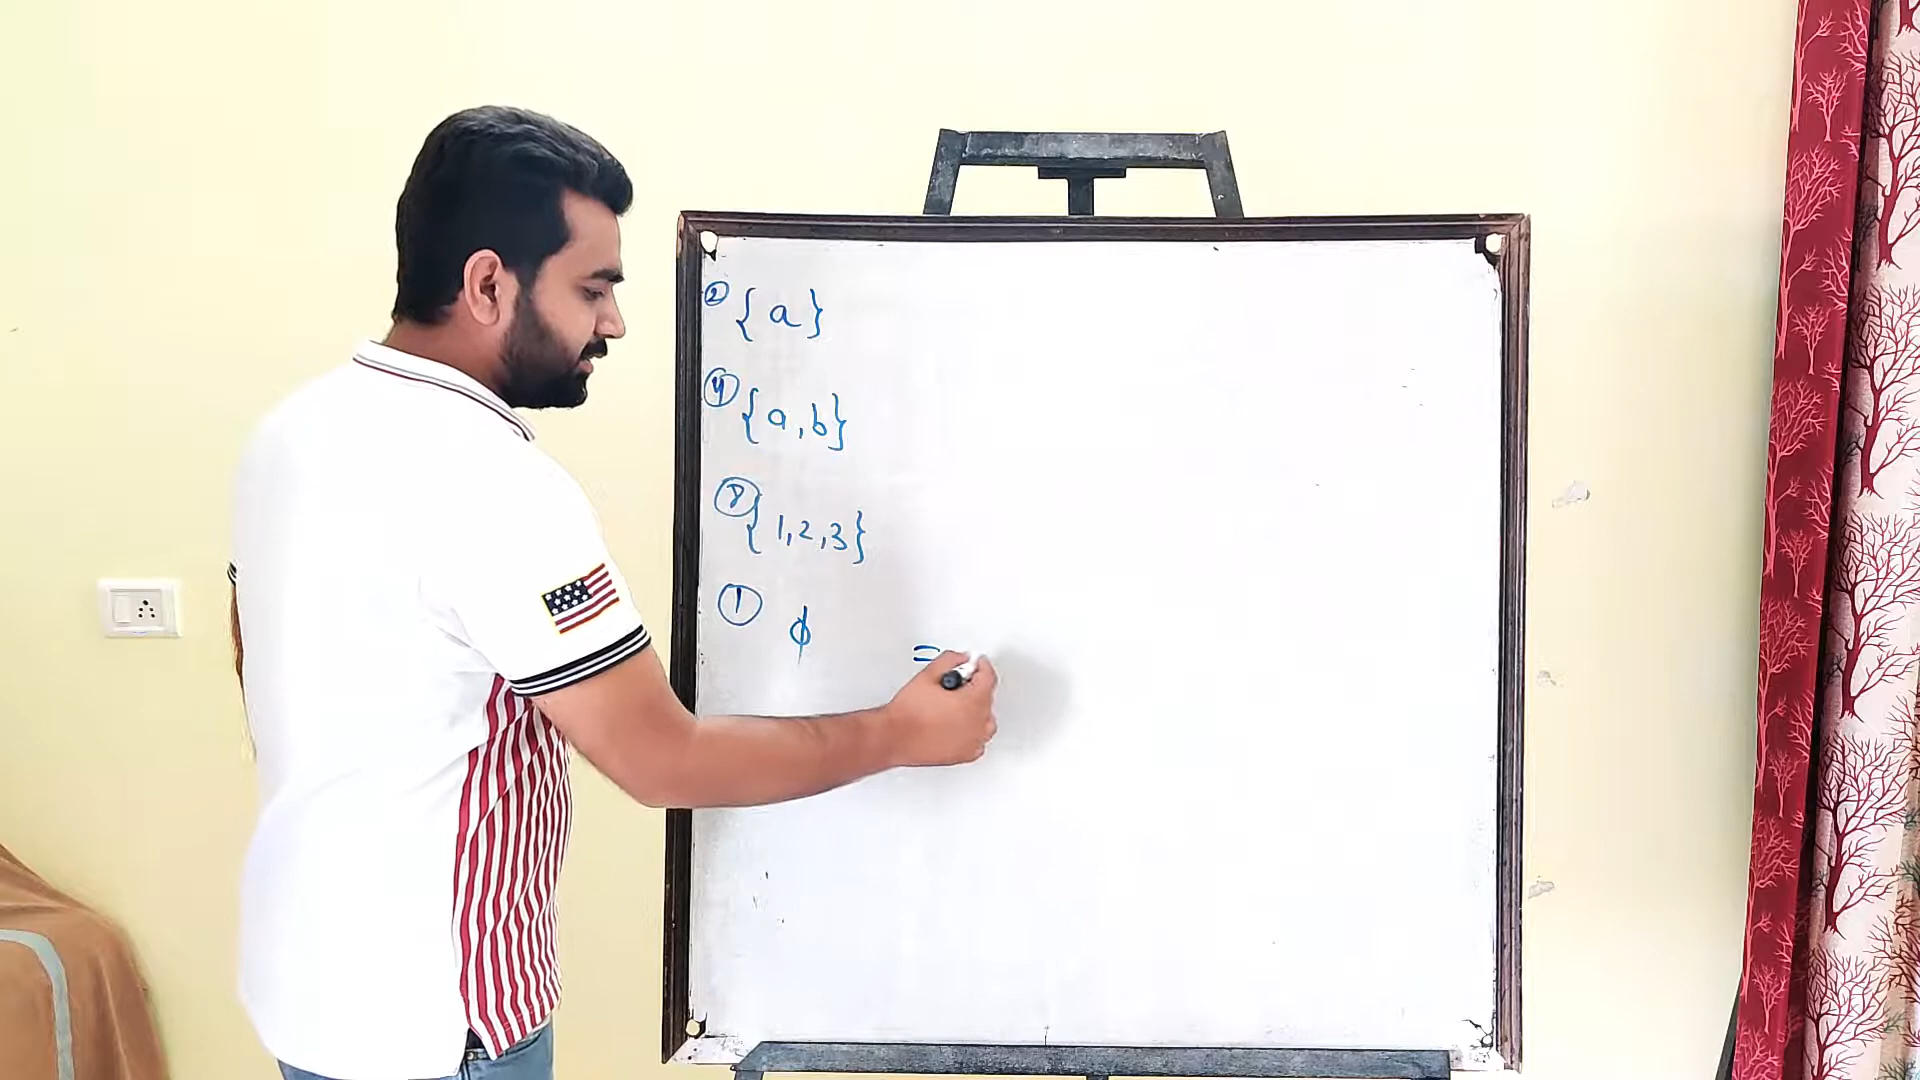 ② { a }
④ { a , b }
⑧ { 1, 2, 3 }
① ϕ =